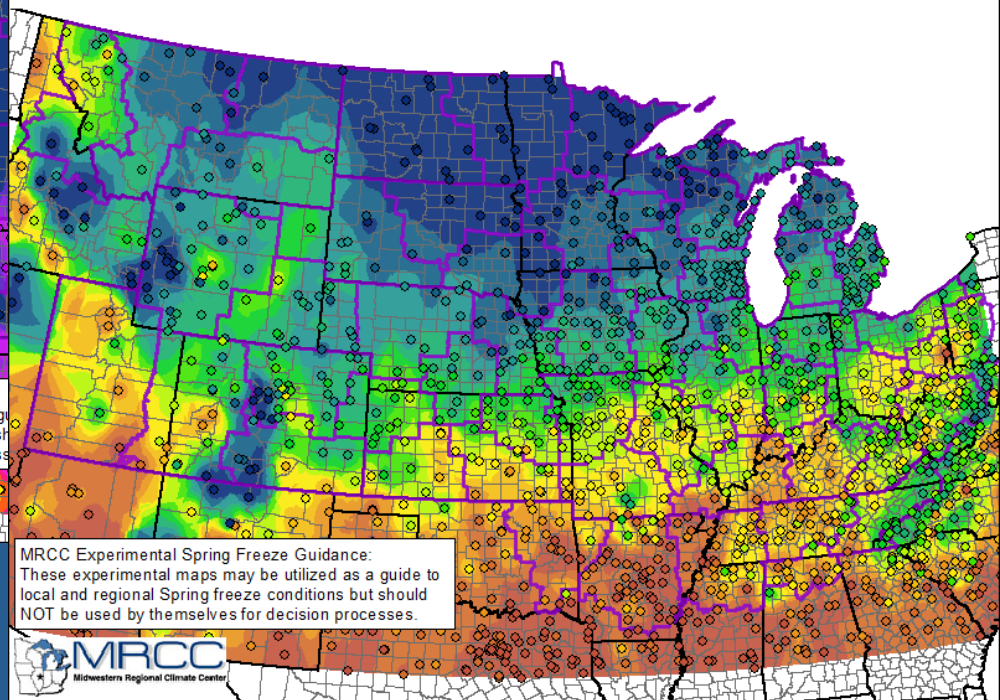 MRCC Experimental Spring Freeze Guidance:
These experimental maps may be utilized as a guide to
local and regional Spring freeze conditions but should
NOT be used by themselves for decision processes.
MRCC
Midwestern Regional Climate Center